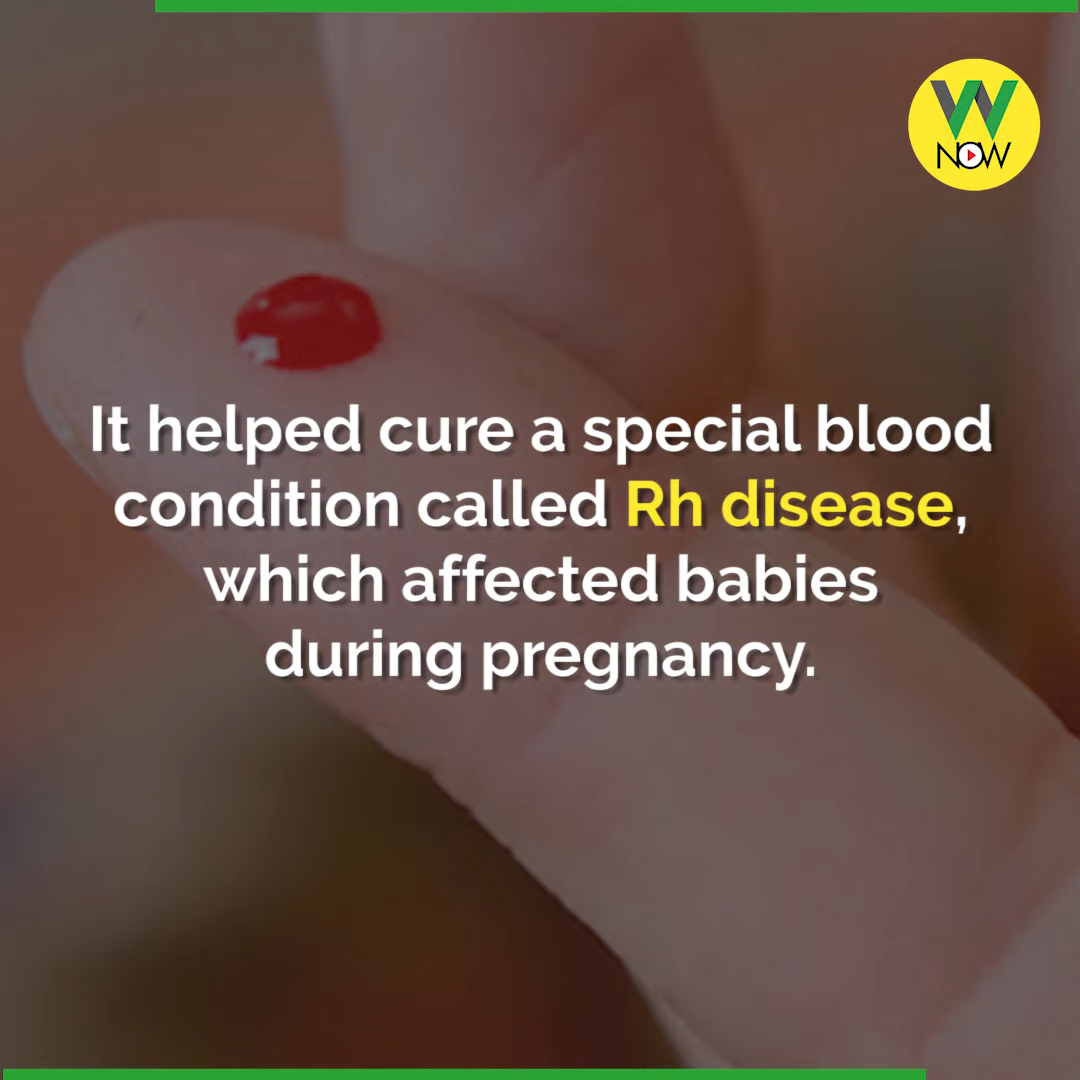 W
NOW
It helped cure a special blood
condition called Rh disease,
which affected babies
during pregnancy.